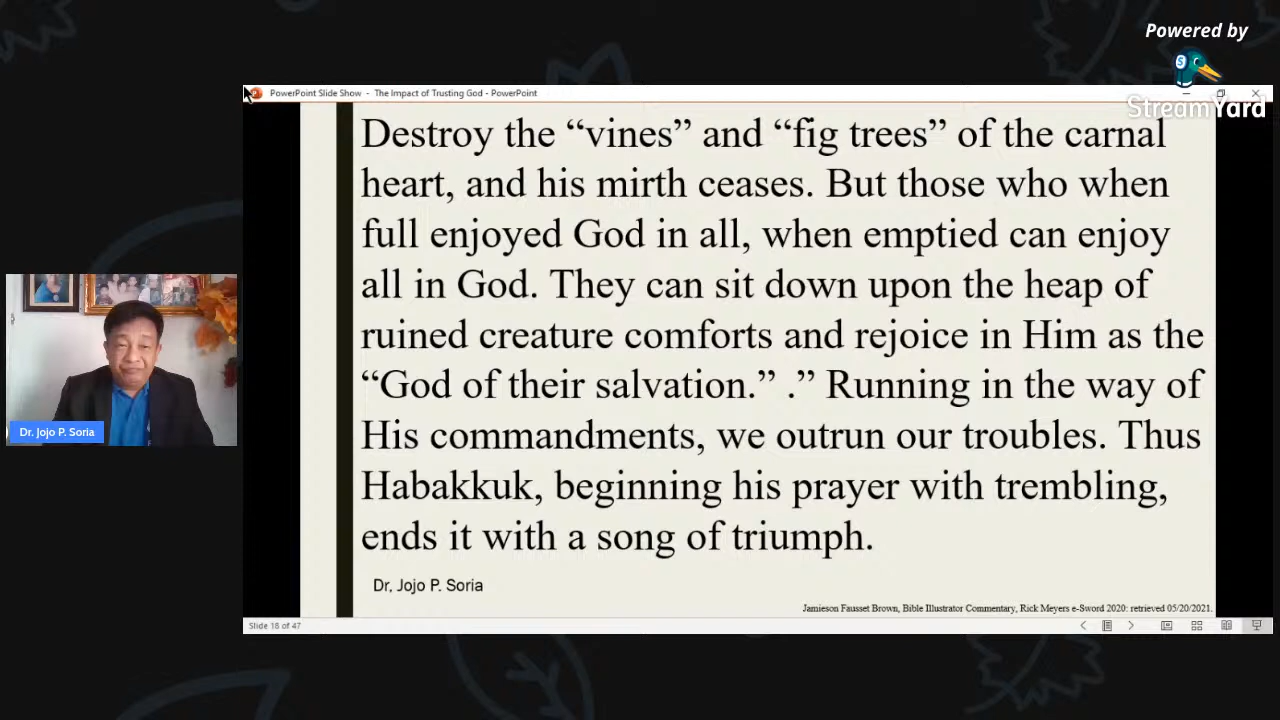 Powered by
StreamYard
PowerPoint Slide Show - The Impact of Trusting God - PowerPoint
Destroy the “vines” and “fig trees” of the carnal
heart, and his mirth ceases. But those who when
full enjoyed God in all, when emptied can enjoy
all in God. They can sit down upon the heap of
ruined creature comforts and rejoice in Him as the
“God of their salvation.” .” Running in the way of
His commandments, we outrun our troubles. Thus
Habakkuk, beginning his prayer with trembling,
ends it with a song of triumph.
Dr, Jojo P. Soria
Jamieson Fausset Brown, Bible Illustrator Commentary, Rick Meyers e-Sword 2020: retrieved 05/20/2021.
Slide 18 of 47
Dr. Jojo P. Soria